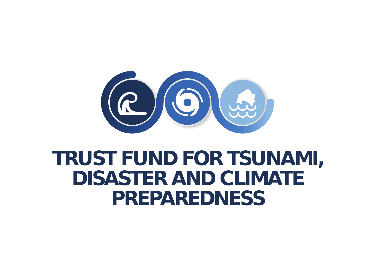 TRUST FUND FOR TSUNAMI,
DISASTER AND CLIMATE
PREPAREDNESS